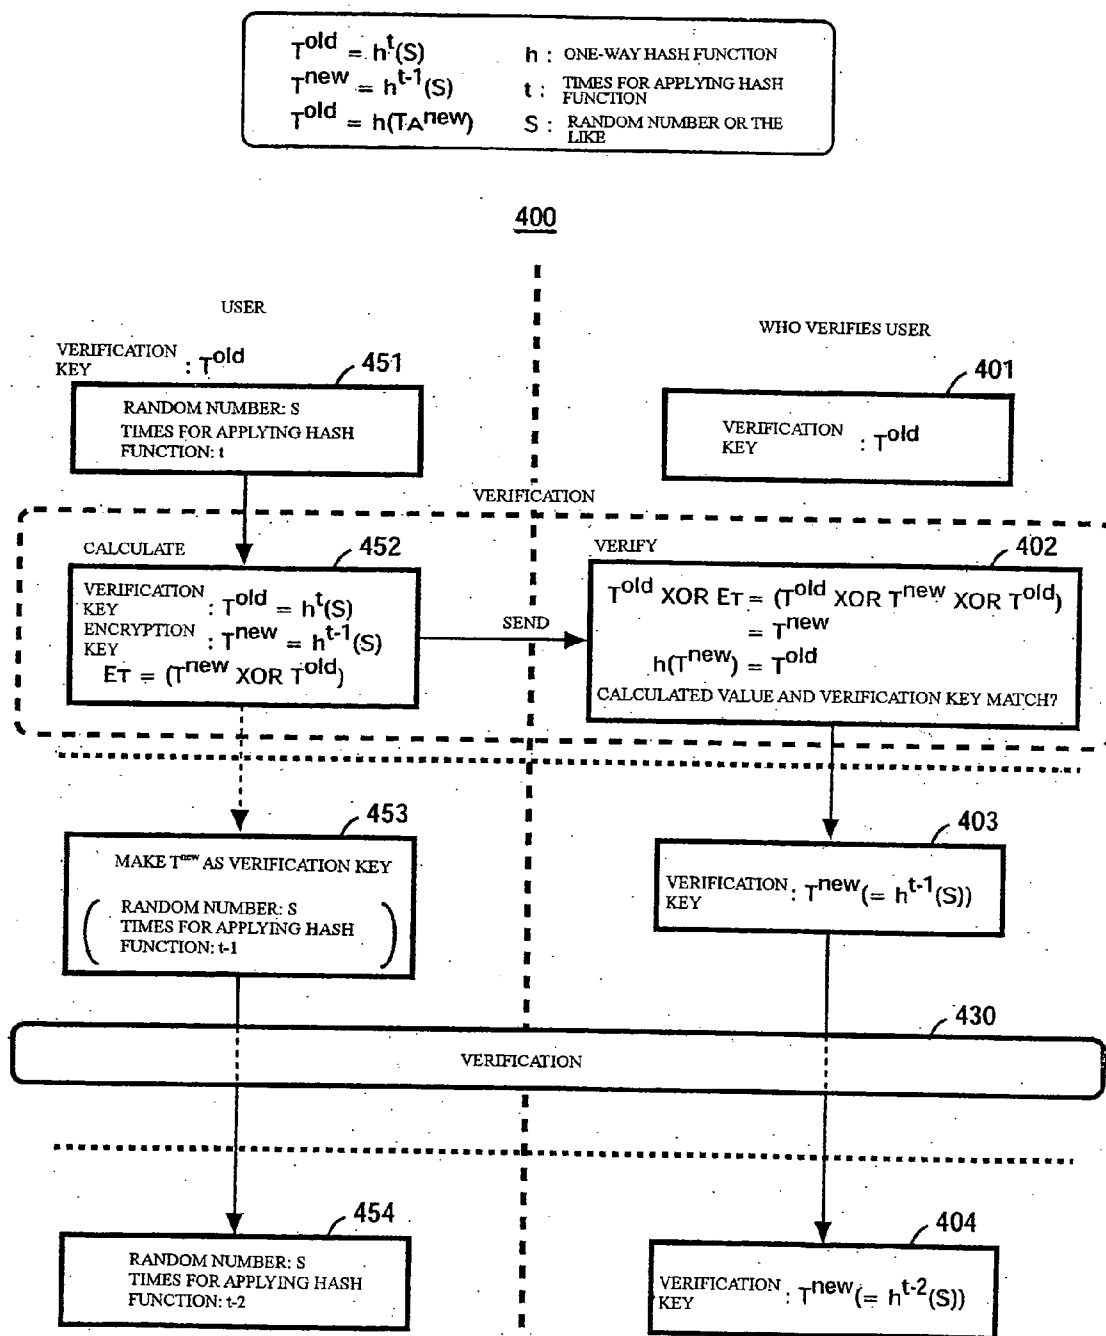 T^old = h^t(S)
T^new = h^t-1(S)
T^old = h(TA^new)
h : ONE-WAY HASH FUNCTION
t : TIMES FOR APPLYING HASH
FUNCTION
S : RANDOM NUMBER OR THE
LIKE
400
USER
WHO VERIFIES USER
VERIFICATION
KEY : T^old
451
RANDOM NUMBER: S
TIMES FOR APPLYING HASH
FUNCTION: t
401
VERIFICATION
KEY : T^old
VERIFICATION
CALCULATE
452
VERIFICATION
KEY : T^old = h^t(S)
ENCRYPTION
KEY : T^new = h^t-1(S)
ET = (T^new XOR T^old)
SEND
VERIFY
402
T^old XOR ET = (T^old XOR T^new XOR T^old)
= T^new
h(T^new) = T^old
CALCULATED VALUE AND VERIFICATION KEY MATCH?
453
MAKE T^new AS VERIFICATION KEY
RANDOM NUMBER: S
TIMES FOR APPLYING HASH
FUNCTION: t-1
403
VERIFICATION
KEY : T^new(= h^t-1(S))
430
VERIFICATION
454
RANDOM NUMBER: S
TIMES FOR APPLYING HASH
FUNCTION: t-2
404
VERIFICATION
KEY : T^new(= h^t-2(S))